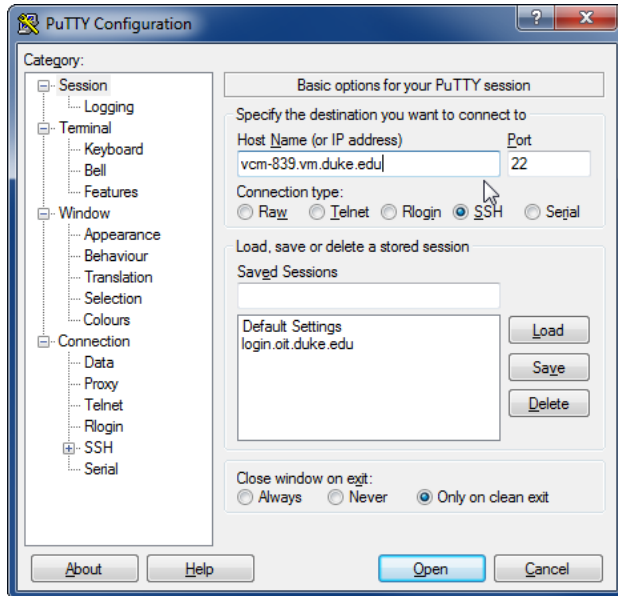 PuTTY Configuration
Category:
Session
Logging
Terminal
Keyboard
Bell
Features
Window
Appearance
Behaviour
Translation
Selection
Colours
Connection
Data
Proxy
Telnet
Rlogin
SSH
Serial
Basic options for your PuTTY session
Specify the destination you want to connect to
Host Name (or IP address) Port
vcm-839.vm.duke.edu 22
Connection type:
Raw Telnet Rlogin SSH Serial
Load, save or delete a stored session
Saved Sessions
Default Settings
login.oit.duke.edu
Load
Save
Delete
Close window on exit:
Always Never Only on clean exit
About Help Open Cancel